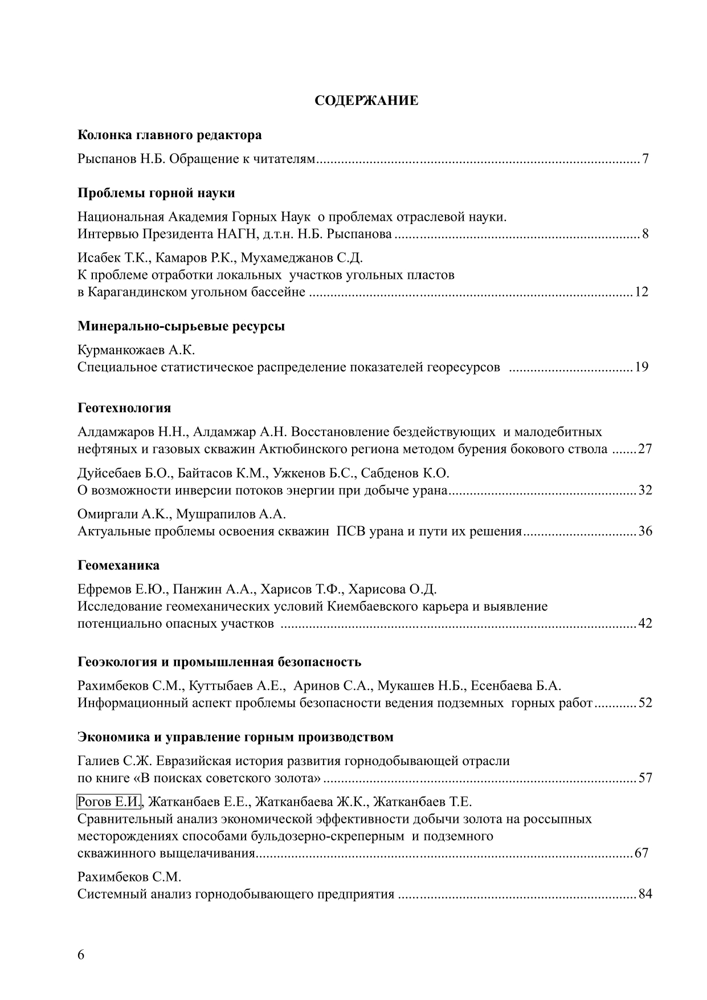 СОДЕРЖАНИЕ
Колонка главного редактора
Рыспанов Н.Б. Обращение к читателям...........................................................................................7
Проблемы горной науки
Национальная Академия Горных Наук о проблемах отраслевой науки.
Интервью Президента НАГН, д.т.н. Н.Б. Рыспанова .....................................................................8
Исабек Т.К., Камаров Р.К., Мухамеджанов С.Д.
К проблеме отработки локальных участков угольных пластов
в Карагандинском угольном бассейне ...........................................................................................12
Минерально-сырьевые ресурсы
Курманкожаев А.К.
Специальное статистическое распределение показателей георесурсов ...................................19
Геотехнология
Алдамжаров Н.Н., Алдамжар А.Н. Восстановление бездействующих и малодебитных
нефтяных и газовых скважин Актюбинского региона методом бурения бокового ствола .......27
Дуйсебаев Б.О., Байтасов К.М., Ужкенов Б.С., Сабденов К.О.
О возможности инверсии потоков энергии при добыче урана.....................................................32
Омиргали А.К., Мушрапилов А.А.
Актуальные проблемы освоения скважин ПСВ урана и пути их решения................................36
Геомеханика
Ефремов Е.Ю., Панжин А.А., Харисов Т.Ф., Харисова О.Д.
Исследование геомеханических условий Киембаевского карьера и выявление
потенциально опасных участков ....................................................................................................42
Геоэкология и промышленная безопасность
Рахимбеков С.М., Куттыбаев А.Е., Аринов С.А., Мукашев Н.Б., Есенбаева Б.А.
Информационный аспект проблемы безопасности ведения подземных горных работ............52
Экономика и управление горным производством
Галиев С.Ж. Евразийская история развития горнодобывающей отрасли
по книге «В поисках советского золота» ........................................................................................57
Рогов Е.И., Жатканбаев Е.Е., Жатканбаева Ж.К., Жатканбаев Т.Е.
Сравнительный анализ экономической эффективности добычи золота на россыпных
месторождениях способами бульдозерно-скреперным и подземного
скважинного выщелачивания..........................................................................................................67
Рахимбеков С.М.
Системный анализ горнодобывающего предприятия ...................................................................84
6